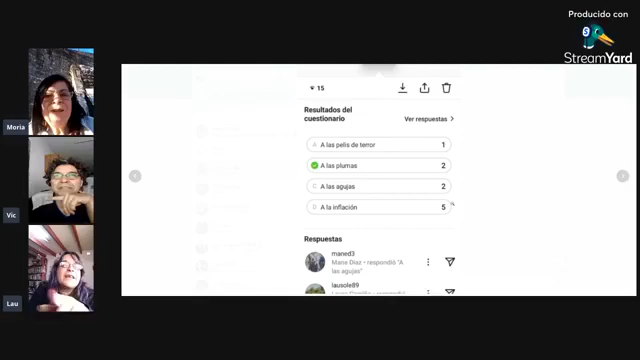 Producido con
StreamYard
Moria
Vic
Lau
15
Resultados del
cuestionario
Ver respuestas
A A las pelis de terror 1
A las plumas 2
C A las agujas 2
D A la inflación 5
Respuestas
maned3
Mane Diaz • respondió "A
las agujas"
lausole89